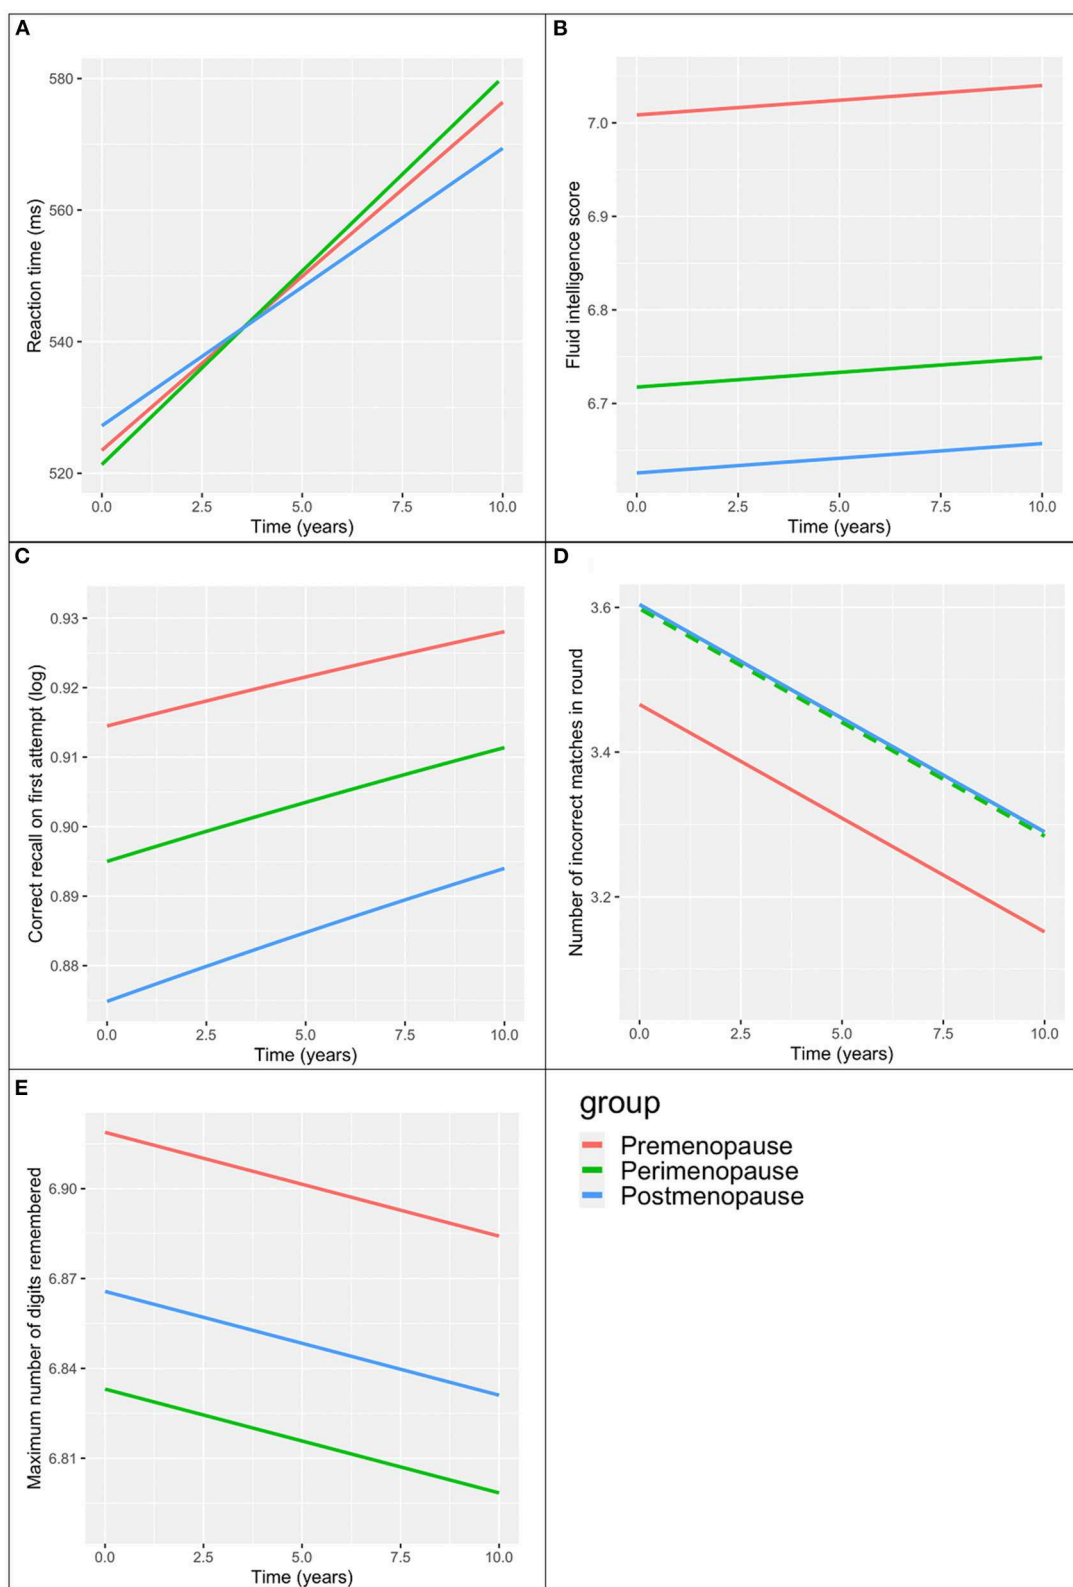 A
Reaction time (ms)
580
560
540
520
0.0 2.5 5.0 7.5 10.0
Time (years)
B
Fluid intelligence score
7.0
6.9
6.8
6.7
0.0 2.5 5.0 7.5 10.0
Time (years)
C
Correct recall on first attempt (log)
0.93
0.92
0.91
0.90
0.89
0.88
0.0 2.5 5.0 7.5 10.0
Time (years)
D
Number of incorrect matches in round
3.6
3.4
3.2
0.0 2.5 5.0 7.5 10.0
Time (years)
E
Maximum number of digits remembered
6.90
6.87
6.84
6.81
0.0 2.5 5.0 7.5 10.0
Time (years)
group
Premenopause
Perimenopause
Postmenopause